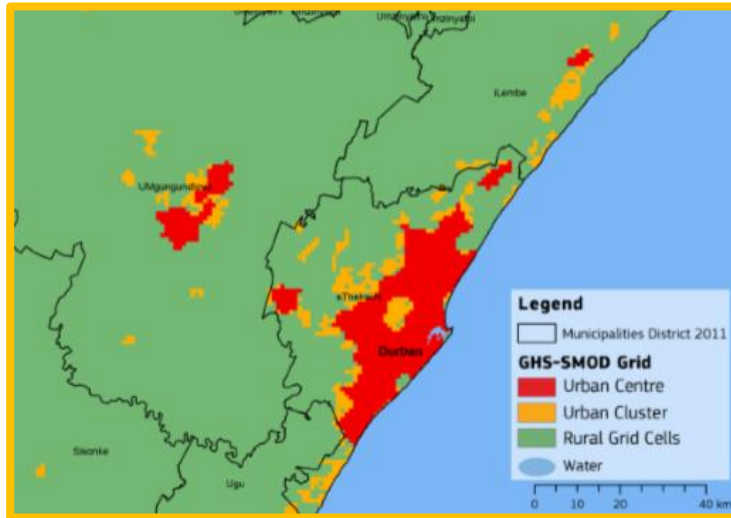 iLembe
UMgungundlovu
eThekwini
Durban
Sisonke
Ugu
Legend
Municipalities District 2011
GHS-SMOD Grid
Urban Centre
Urban Cluster
Rural Grid Cells
Water
0 10 20 40 km